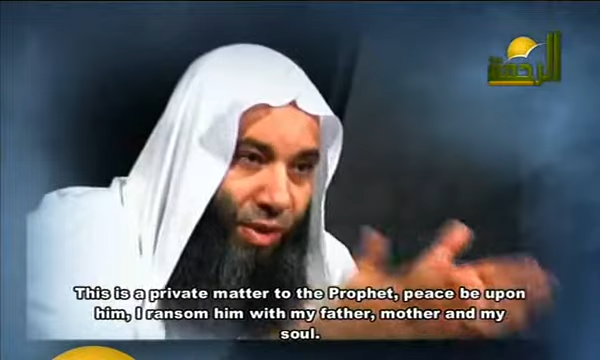 الرحمة
This is a private matter to the Prophet, peace be upon
him, I ransom him with my father, mother and my
soul.